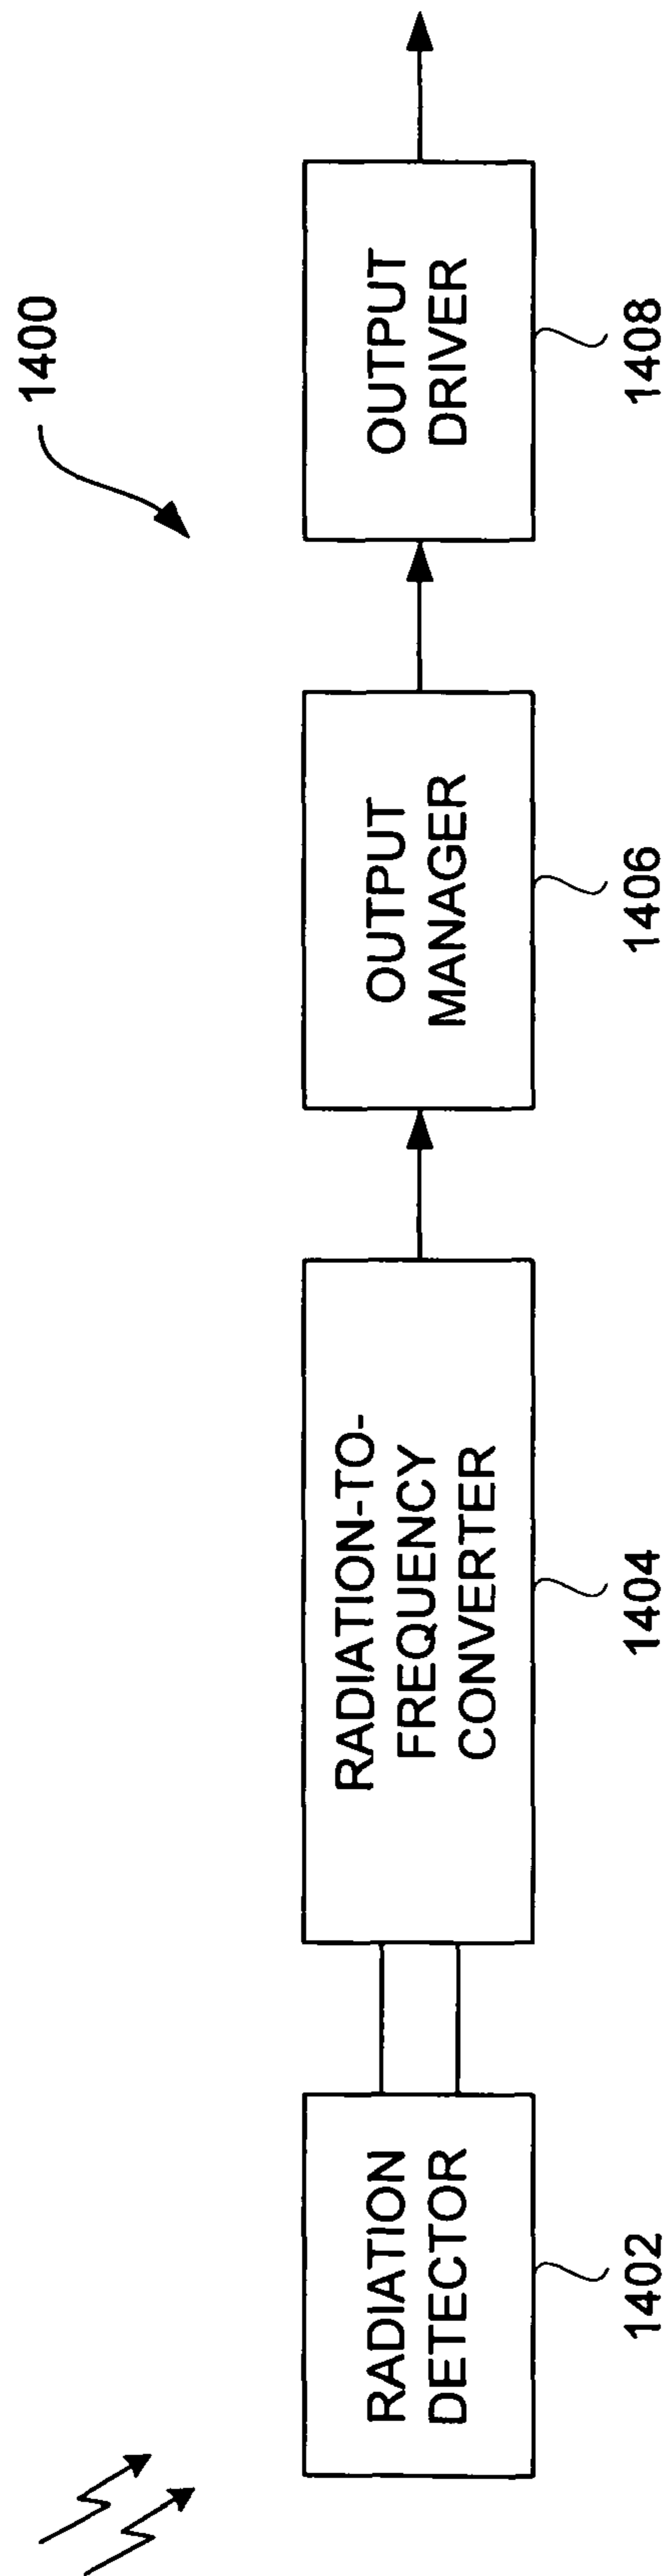 1400
RADIATION
DETECTOR
1402
RADIATION-TO-
FREQUENCY
CONVERTER
1404
OUTPUT
MANAGER
1406
OUTPUT
DRIVER
1408